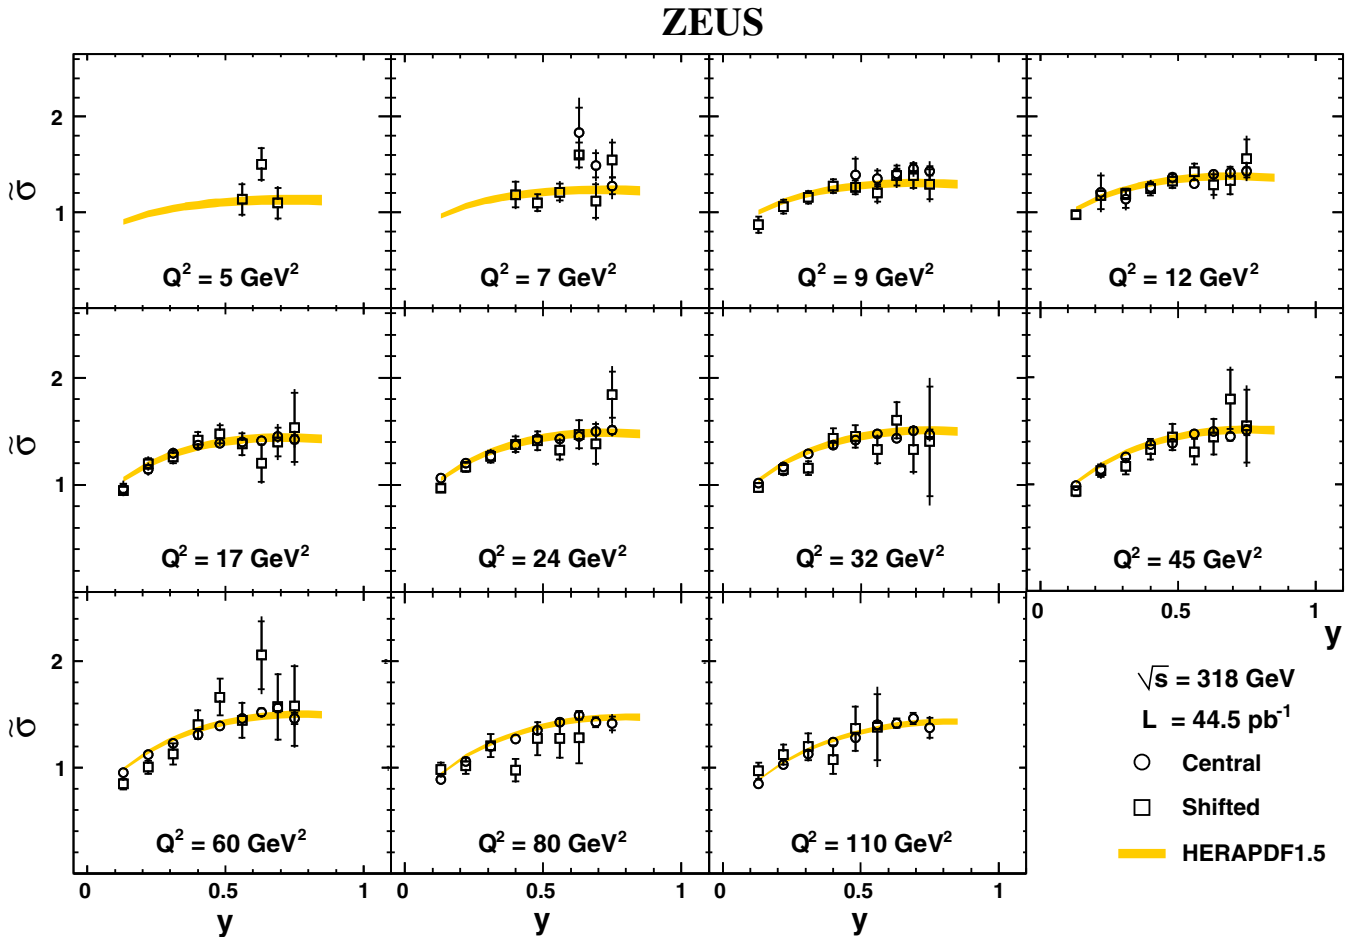 ZEUS
σ̃
2
1
Q² = 5 GeV²
Q² = 7 GeV²
Q² = 9 GeV²
Q² = 12 GeV²
σ̃
2
1
Q² = 17 GeV²
Q² = 24 GeV²
Q² = 32 GeV²
Q² = 45 GeV²
0 0.5 1
y
σ̃
2
1
Q² = 60 GeV²
Q² = 80 GeV²
Q² = 110 GeV²
0 0.5 1
0 0.5 1
0 0.5 1
y
y
y
√s = 318 GeV
L = 44.5 pb⁻¹
Central
Shifted
HERAPDF1.5